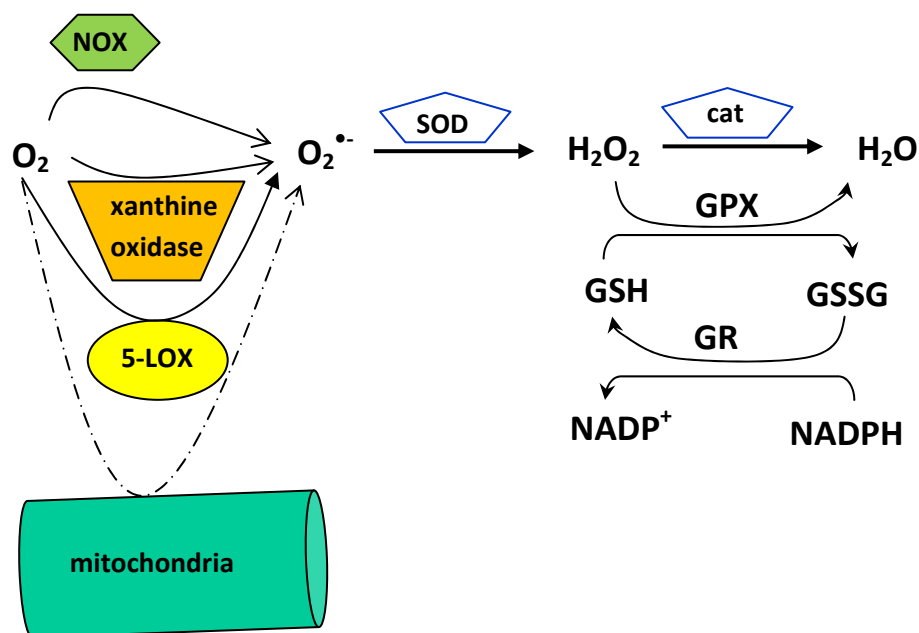 NOX
O₂
O₂•-
SOD
H₂O₂
cat
H₂O
xanthine
oxidase
GPX
GSH
GSSG
5-LOX
GR
NADP+
NADPH
mitochondria